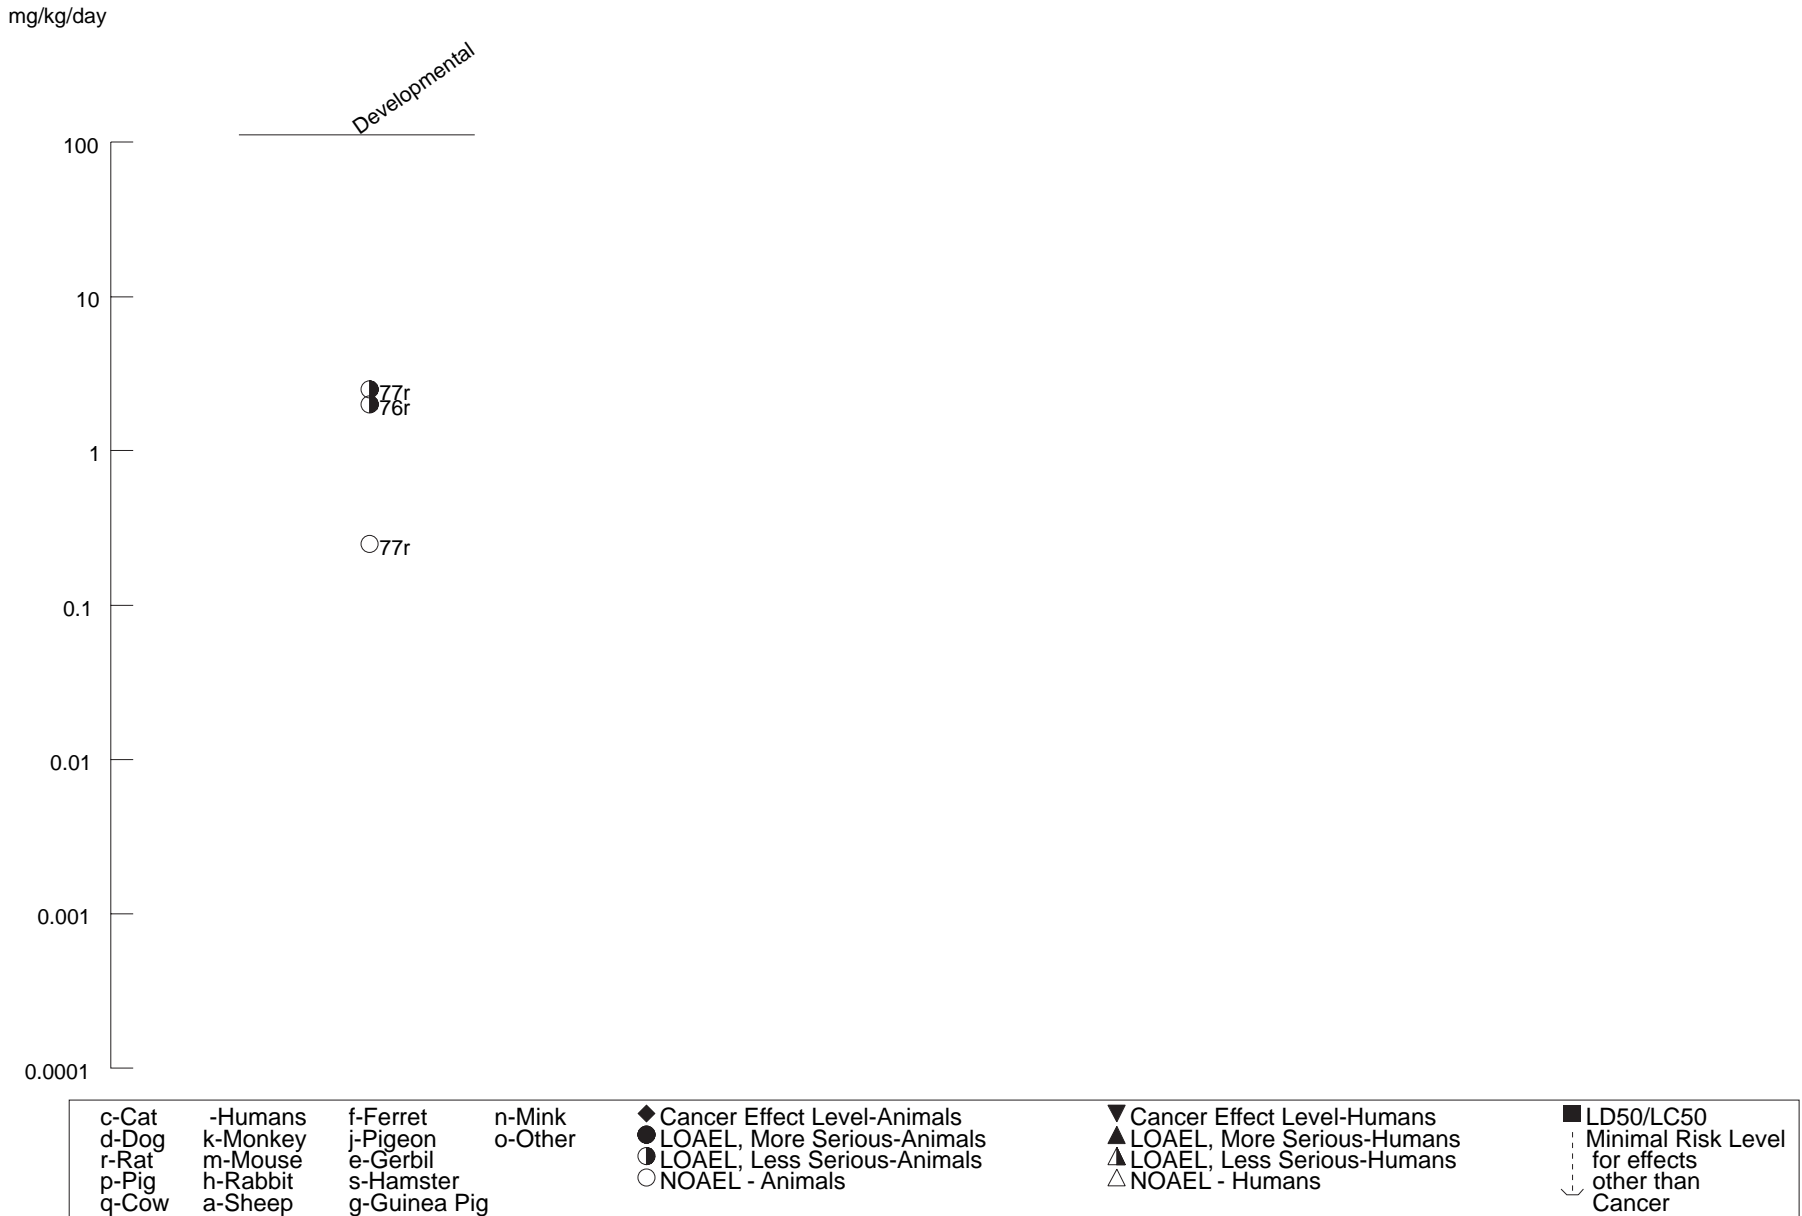 mg/kg/day
Developmental
100
10
77r
76r
1
77r
0.1
0.01
0.001
0.0001
c-Cat -Humans f-Ferret n-Mink Cancer Effect Level-Animals Cancer Effect Level-Humans LD50/LC50
d-Dog k-Monkey j-Pigeon o-Other LOAEL, More Serious-Animals LOAEL, More Serious-Humans Minimal Risk Level
r-Rat m-Mouse e-Gerbil LOAEL, Less Serious-Animals LOAEL, Less Serious-Humans for effects
p-Pig h-Rabbit s-Hamster NOAEL - Animals NOAEL - Humans other than
q-Cow a-Sheep g-Guinea Pig Cancer